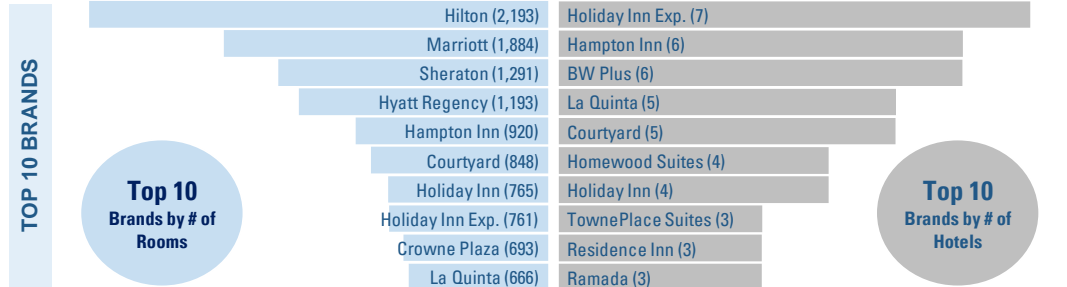 TOP 10 BRANDS
Hilton (2,193)
Marriott (1,884)
Sheraton (1,291)
Hyatt Regency (1,193)
Hampton Inn (920)
Courtyard (848)
Holiday Inn (765)
Holiday Inn Exp. (761)
Crowne Plaza (693)
La Quinta (666)
Top 10
Brands by # of
Rooms
Holiday Inn Exp. (7)
Hampton Inn (6)
BW Plus (6)
La Quinta (5)
Courtyard (5)
Homewood Suites (4)
Holiday Inn (4)
TownePlace Suites (3)
Residence Inn (3)
Ramada (3)
Top 10
Brands by # of
Hotels